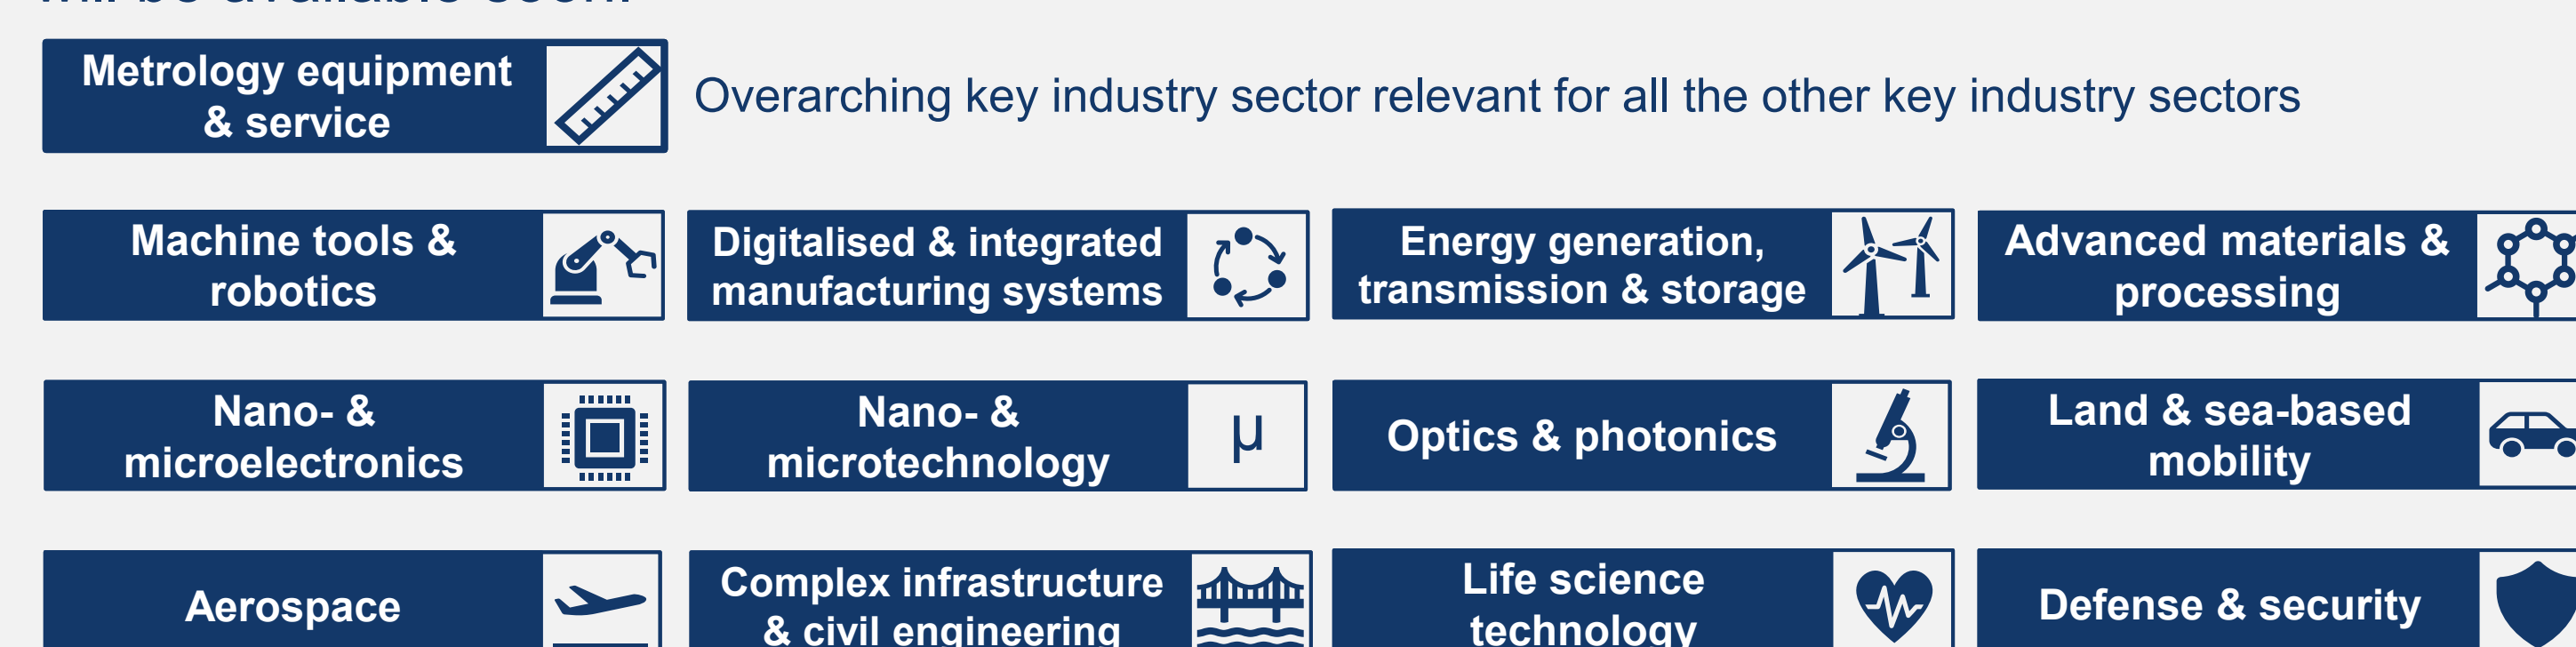 Metrology equipment
& service
Overarching key industry sector relevant for all the other key industry sectors
Machine tools &
robotics
Digitalised & integrated
manufacturing systems
Energy generation,
transmission & storage
Advanced materials &
processing
Nano- &
microelectronics
Nano- &
microtechnology
µ
Optics & photonics
Land & sea-based
mobility
Aerospace
Complex infrastructure
& civil engineering
Life science
technology
Defense & security